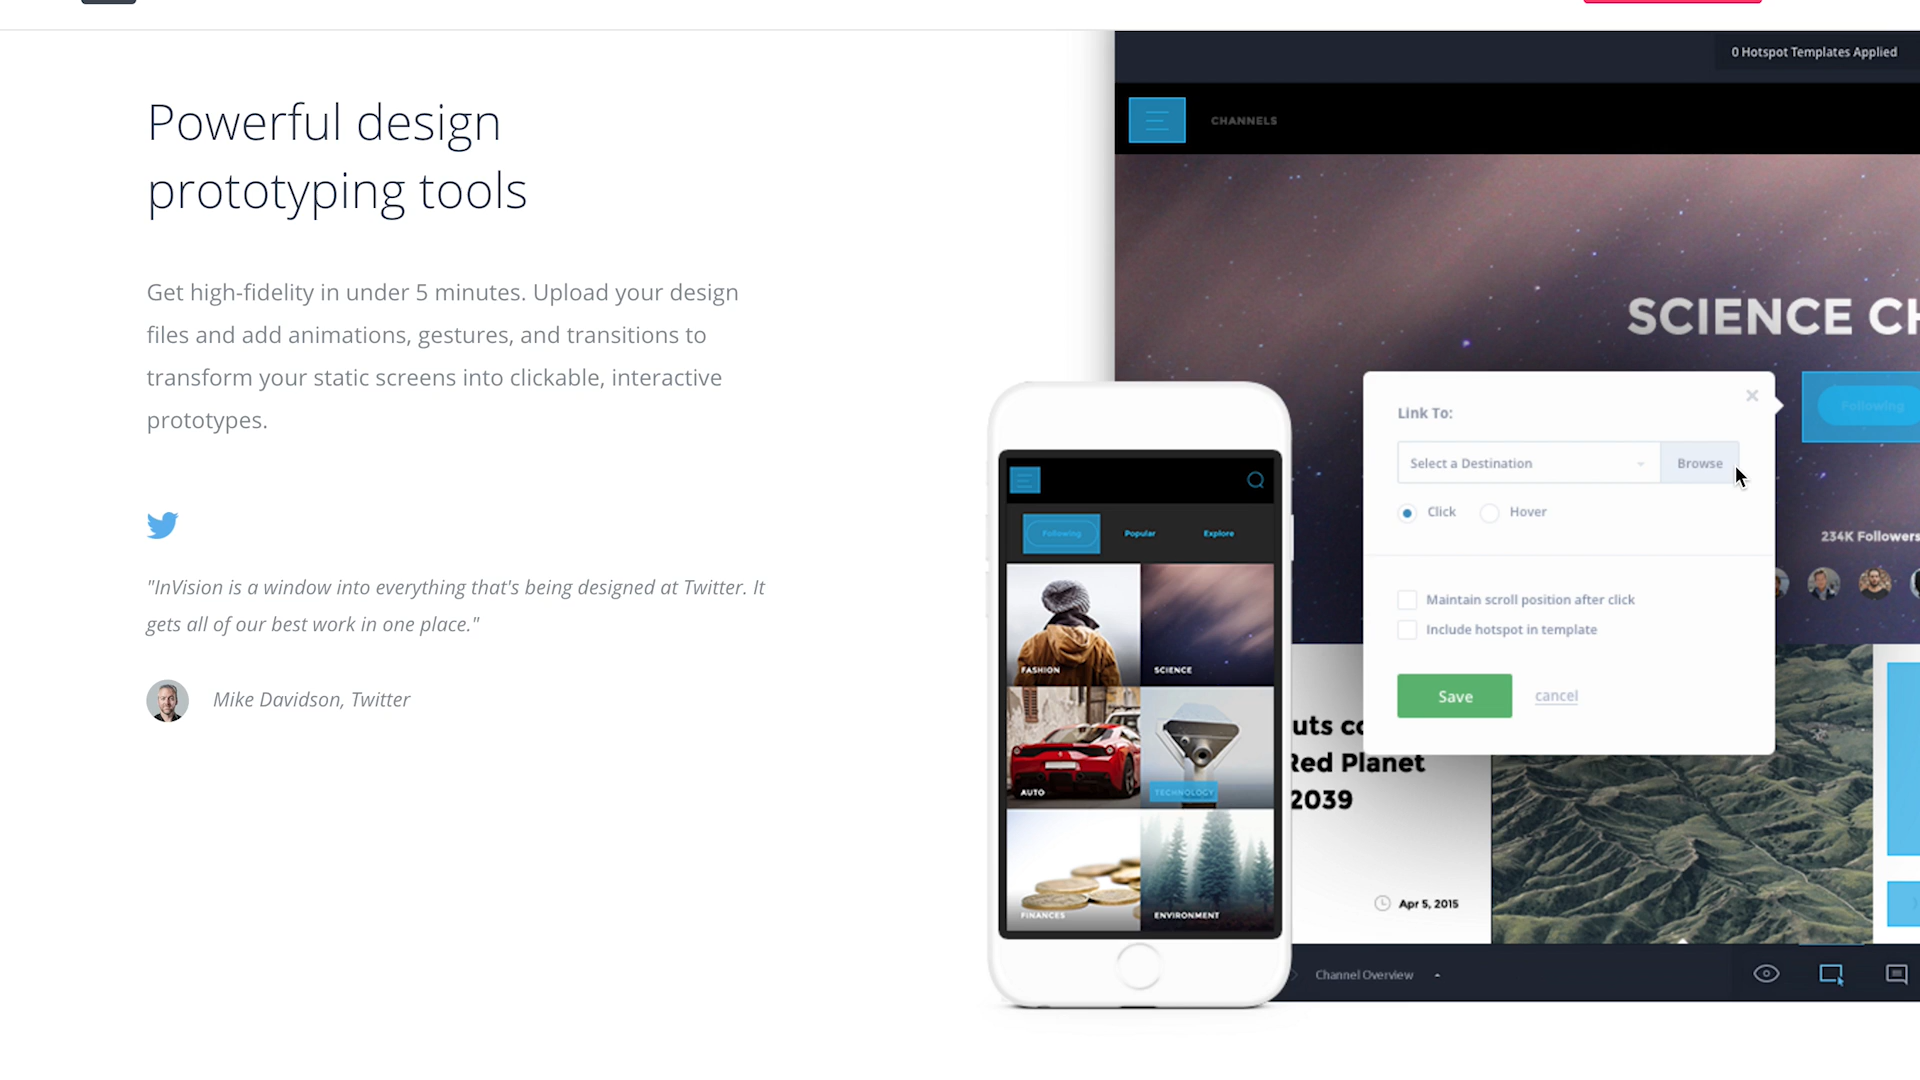 Powerful design
prototyping tools
Get high-fidelity in under 5 minutes. Upload your design
files and add animations, gestures, and transitions to
transform your static screens into clickable, interactive
prototypes.
"InVision is a window into everything that's being designed at Twitter. It
gets all of our best work in one place."
Mike Davidson, Twitter
0 Hotspot Templates Applied
CHANNELS
SCIENCE CH
Following
Link To:
Select a Destination
Browse
Click
Hover
234K Followers
Maintain scroll position after click
Include hotspot in template
Save
cancel
uts co
Red Planet
2039
Apr 5, 2015
Channel Overview
Following
Popular
Explore
FASHION
SCIENCE
AUTO
TECHNOLOGY
FINANCES
ENVIRONMENT